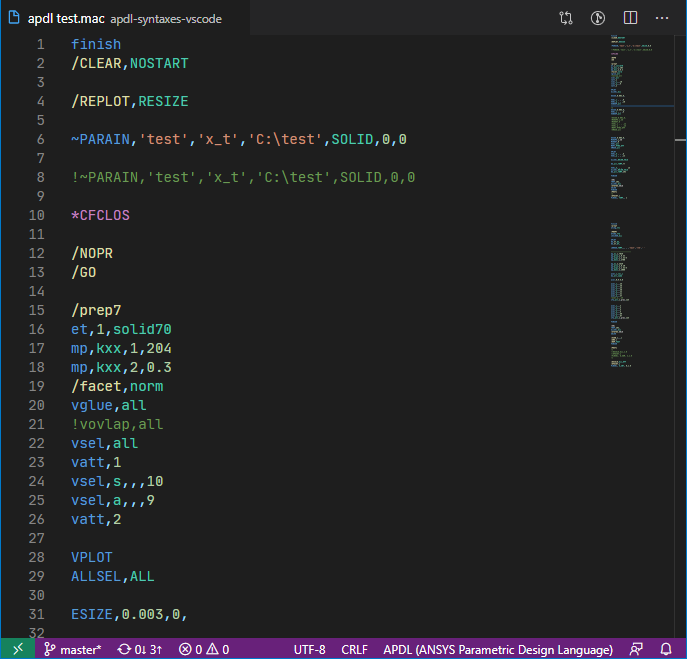 apdl test.mac apdl-syntaxes-vscode
1 finish
2 /CLEAR,NOSTART
3
4 /REPLOT,RESIZE
5
6 ~PARAIN,'test','x_t','C:\test',SOLID,0,0
7
8 !~PARAIN,'test','x_t','C:\test',SOLID,0,0
9
10 *CFCLOS
11
12 /NOPR
13 /GO
14
15 /prep7
16 et,1,solid70
17 mp,kxx,1,204
18 mp,kxx,2,0.3
19 /facet,norm
20 vglue,all
21 !vovlap,all
22 vsel,all
23 vatt,1
24 vsel,s,,,10
25 vsel,a,,,9
26 vatt,2
27
28 VPLOT
29 ALLSEL,ALL
30
31 ESIZE,0.003,0,
32
master* 0↓ 3↑ 0 0 UTF-8 CRLF APDL (ANSYS Parametric Design Language)